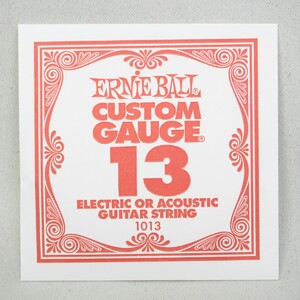 ERNIE BALL®
CUSTOM
GAUGE®
13
ELECTRIC OR ACOUSTIC
GUITAR STRING
1013